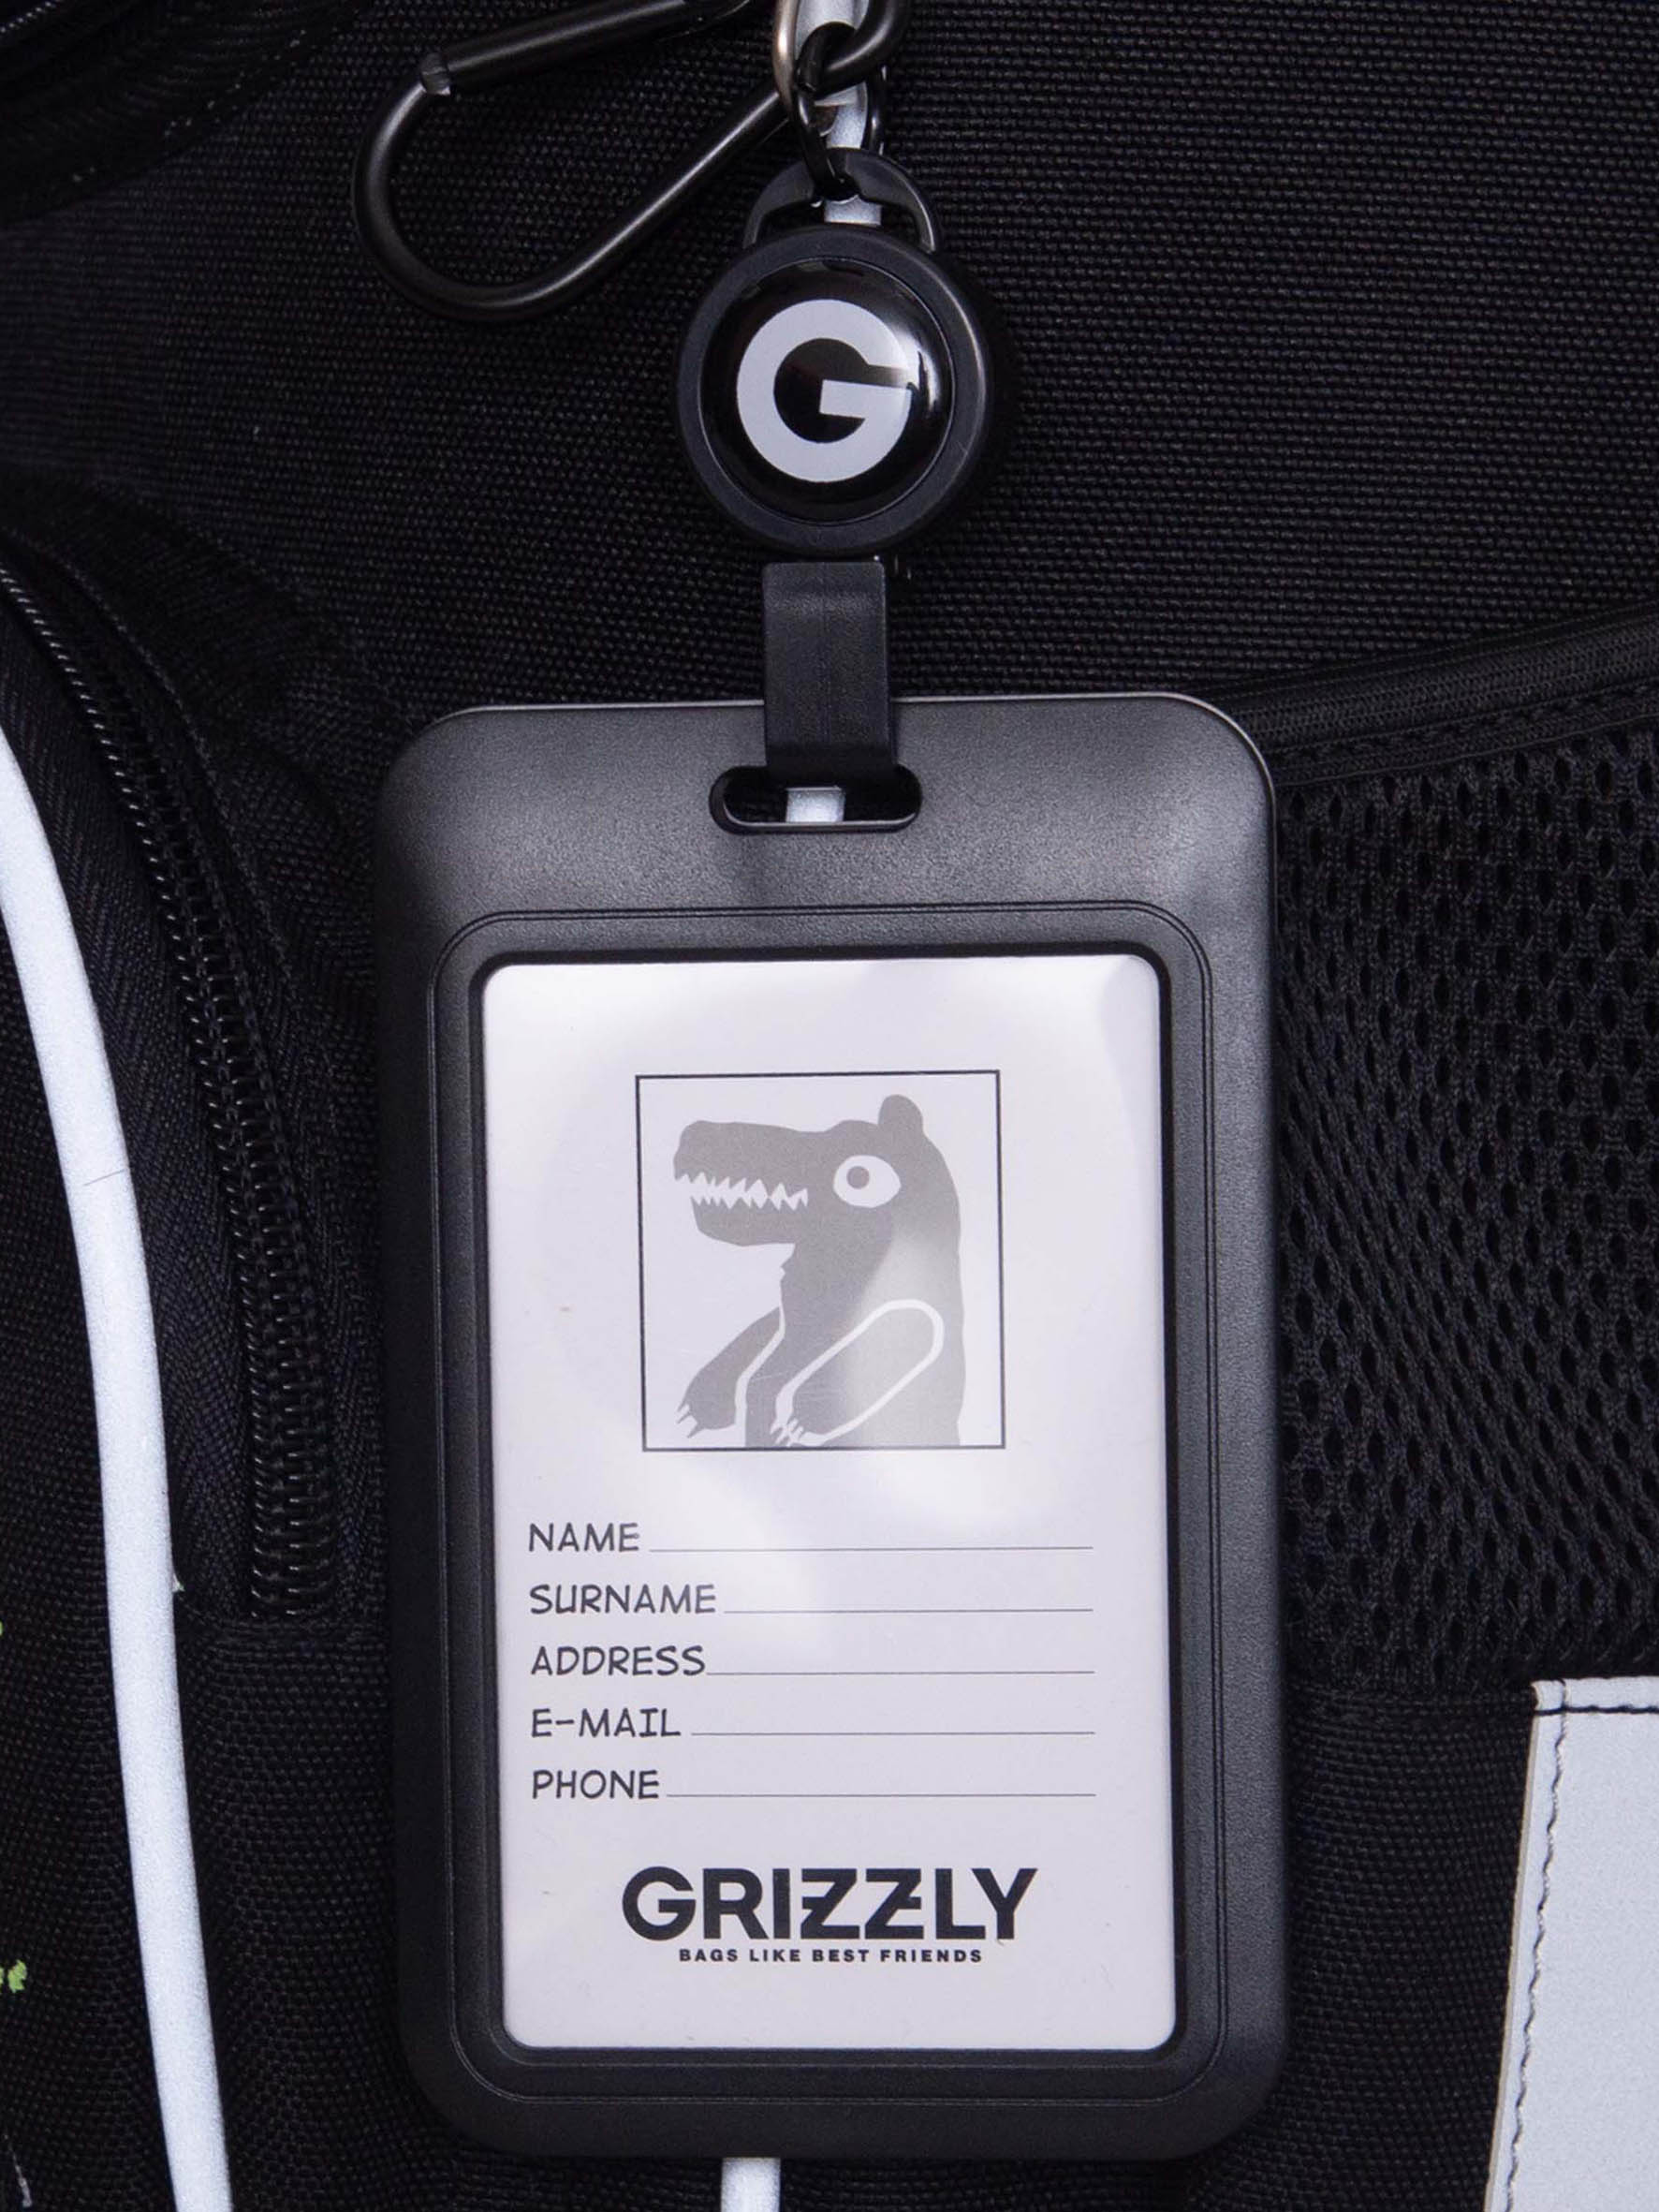 G
NAME
SURNAME
ADDRESS
E-MAIL
PHONE
GRIZZLY
BAGS LIKE BEST FRIENDS